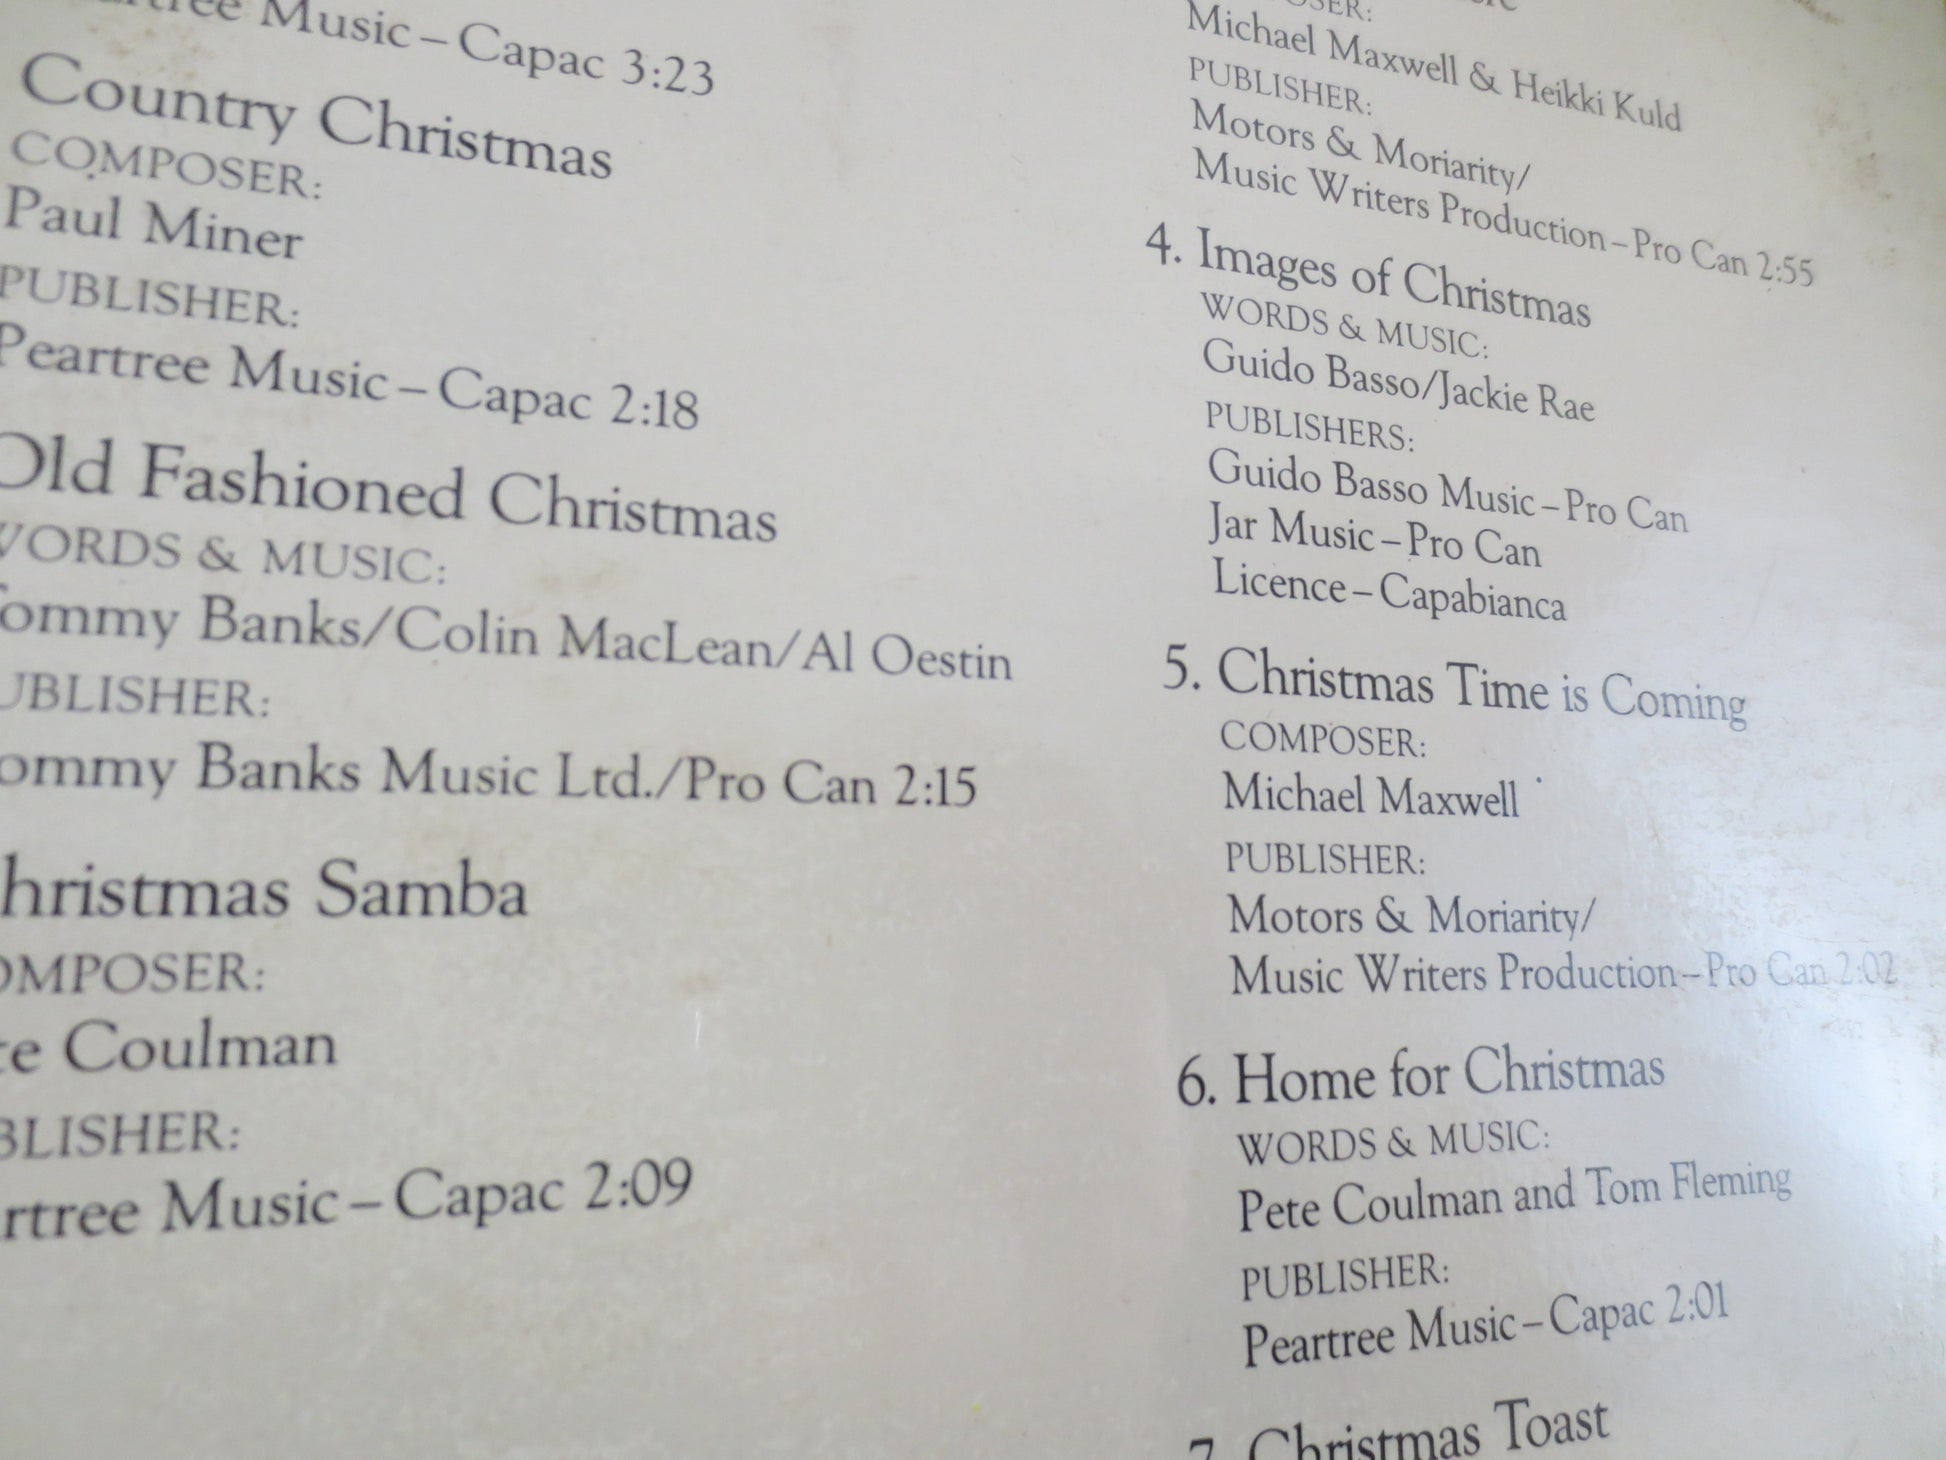 Music – Capac 3:23
Country Christmas
COMPOSER:
Paul Miner
PUBLISHER:
Peartree Music – Capac 2:18
Old Fashioned Christmas
WORDS & MUSIC:
Tommy Banks/Colin MacLean/Al Oestin
PUBLISHER:
Tommy Banks Music Ltd./Pro Can 2:15
Christmas Samba
COMPOSER:
Coulman
PUBLISHER:
Music – Capac 2:09
Michael Maxwell & Heikki Kuld
PUBLISHER:
Motors & Moriarity/
Music Writers Production – Pro Can 2:55
4. Images of Christmas
WORDS & MUSIC:
Guido Basso/Jackie Rae
PUBLISHERS:
Guido Basso Music – Pro Can
Jar Music – Pro Can
Licence – Capabianca
5. Christmas Time is Coming
COMPOSER:
Michael Maxwell
PUBLISHER:
Motors & Moriarity/
Music Writers Production – Pro Can 2:02
6. Home for Christmas
WORDS & MUSIC:
Pete Coulman and Tom Fleming
PUBLISHER:
Peartree Music – Capac 2:01
7. Christmas Toast